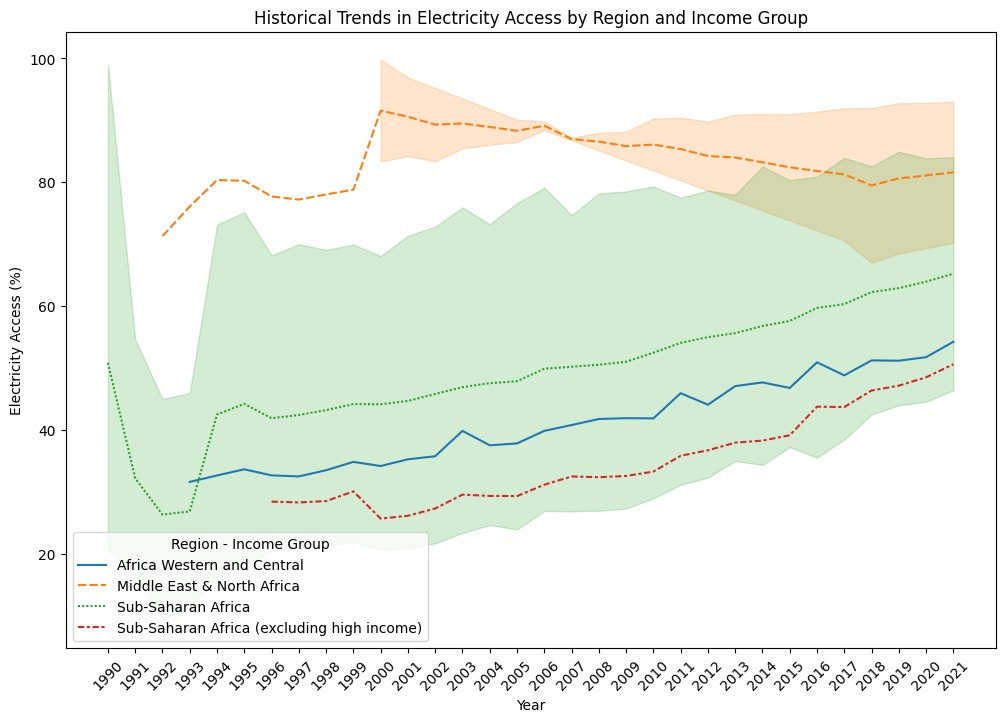 Historical Trends in Electricity Access by Region and Income Group
Electricity Access (%)
100
80
60
40
20
Region - Income Group
Africa Western and Central
Middle East & North Africa
Sub-Saharan Africa
Sub-Saharan Africa (excluding high income)
1990 1991 1992 1993 1994 1995 1996 1997 1998 1999 2000 2001 2002 2003 2004 2005 2006 2007 2008 2009 2010 2011 2012 2013 2014 2015 2016 2017 2018 2019 2020 2021
Year